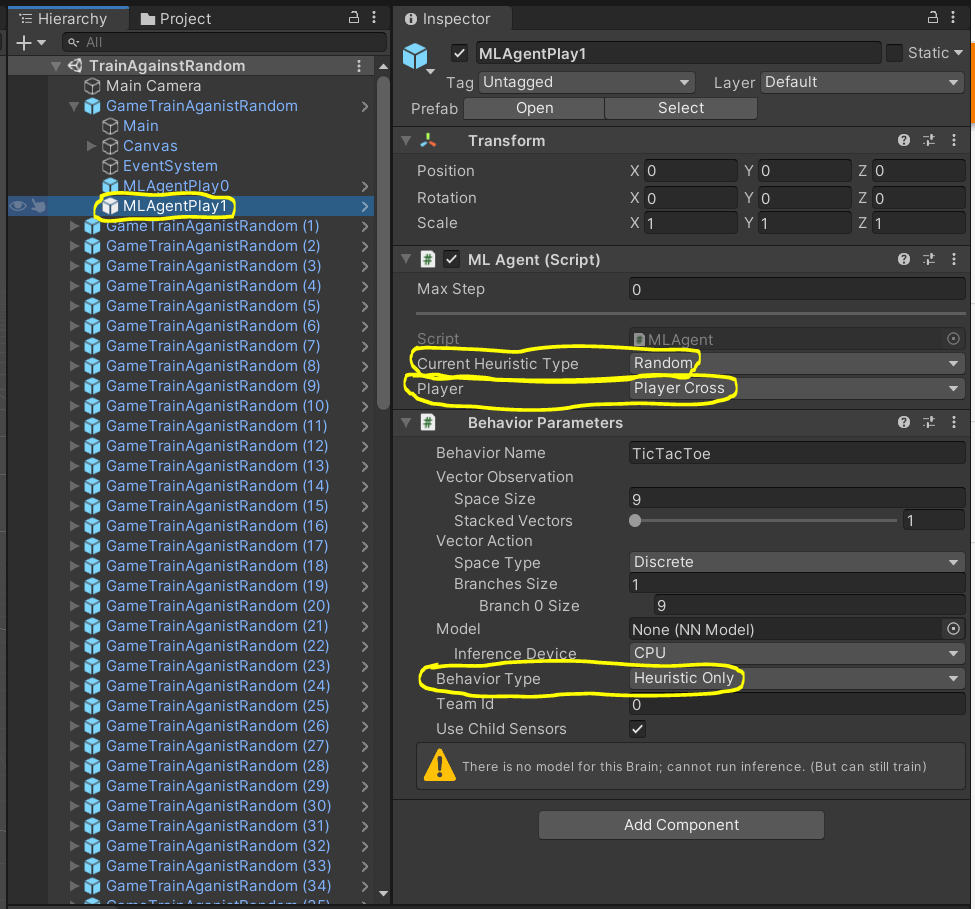 Hierarchy
Project
All
TrainAgainstRandom
Main Camera
GameTrainAganistRandom
Main
Canvas
EventSystem
MLAgentPlay0
MLAgentPlay1
GameTrainAganistRandom (1)
GameTrainAganistRandom (2)
GameTrainAganistRandom (3)
GameTrainAganistRandom (4)
GameTrainAganistRandom (5)
GameTrainAganistRandom (6)
GameTrainAganistRandom (7)
GameTrainAganistRandom (8)
GameTrainAganistRandom (9)
GameTrainAganistRandom (10)
GameTrainAganistRandom (11)
GameTrainAganistRandom (12)
GameTrainAganistRandom (13)
GameTrainAganistRandom (14)
GameTrainAganistRandom (15)
GameTrainAganistRandom (16)
GameTrainAganistRandom (17)
GameTrainAganistRandom (18)
GameTrainAganistRandom (19)
GameTrainAganistRandom (20)
GameTrainAganistRandom (21)
GameTrainAganistRandom (22)
GameTrainAganistRandom (23)
GameTrainAganistRandom (24)
GameTrainAganistRandom (25)
GameTrainAganistRandom (26)
GameTrainAganistRandom (27)
GameTrainAganistRandom (28)
GameTrainAganistRandom (29)
GameTrainAganistRandom (30)
GameTrainAganistRandom (31)
GameTrainAganistRandom (32)
GameTrainAganistRandom (33)
GameTrainAganistRandom (34)
Inspector
MLAgentPlay1 Static
Tag Untagged Layer Default
Prefab Open Select
Transform
Position X 0 Y 0 Z 0
Rotation X 0 Y 0 Z 0
Scale X 1 Y 1 Z 1
# ML Agent (Script)
Max Step 0
Script MLAgent
Current Heuristic Type Random
Player Player Cross
# Behavior Parameters
Behavior Name TicTacToe
Vector Observation
Space Size 9
Stacked Vectors 1
Vector Action
Space Type Discrete
Branches Size 1
Branch 0 Size 9
Model None (NN Model)
Inference Device CPU
Behavior Type Heuristic Only
Team Id 0
Use Child Sensors
There is no model for this Brain; cannot run inference. (But can still train)
Add Component